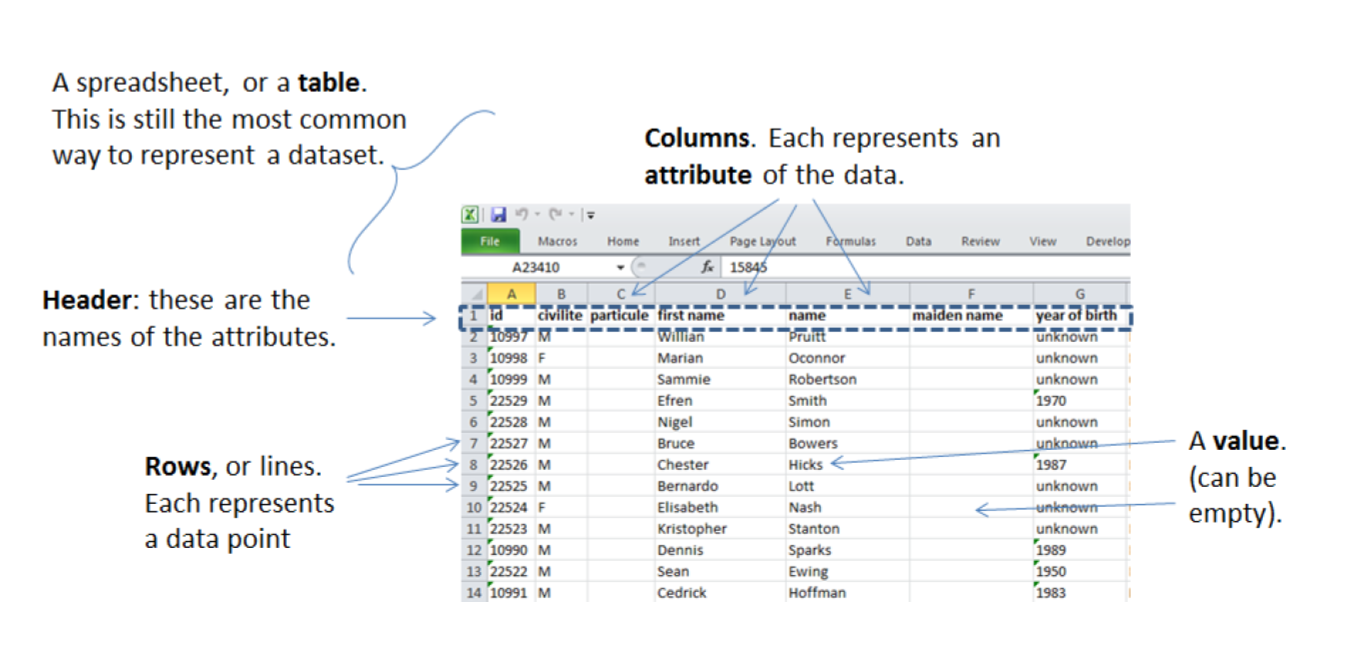 A spreadsheet, or a table.
This is still the most common
way to represent a dataset.
Columns. Each represents an
attribute of the data.
File Macros Home Insert Page Layout Formulas Data Review View Develop
A23410 fx 15845
A B C D E F G
Header: these are the
names of the attributes.
1 id civilite particule first name name maiden name year of birth
2 10997 M Willian Pruitt unknown
3 10998 F Marian Oconnor unknown
4 10999 M Sammie Robertson unknown
5 22529 M Efren Smith 1970
6 22528 M Nigel Simon unknown
7 22527 M Bruce Bowers unknown
8 22526 M Chester Hicks 1987
9 22525 M Bernardo Lott unknown
10 22524 F Elisabeth Nash unknown
11 22523 M Kristopher Stanton unknown
12 10990 M Dennis Sparks 1989
13 22522 M Sean Ewing 1950
14 10991 M Cedrick Hoffman 1983
Rows, or lines.
Each represents
a data point
A value.
(can be
empty).